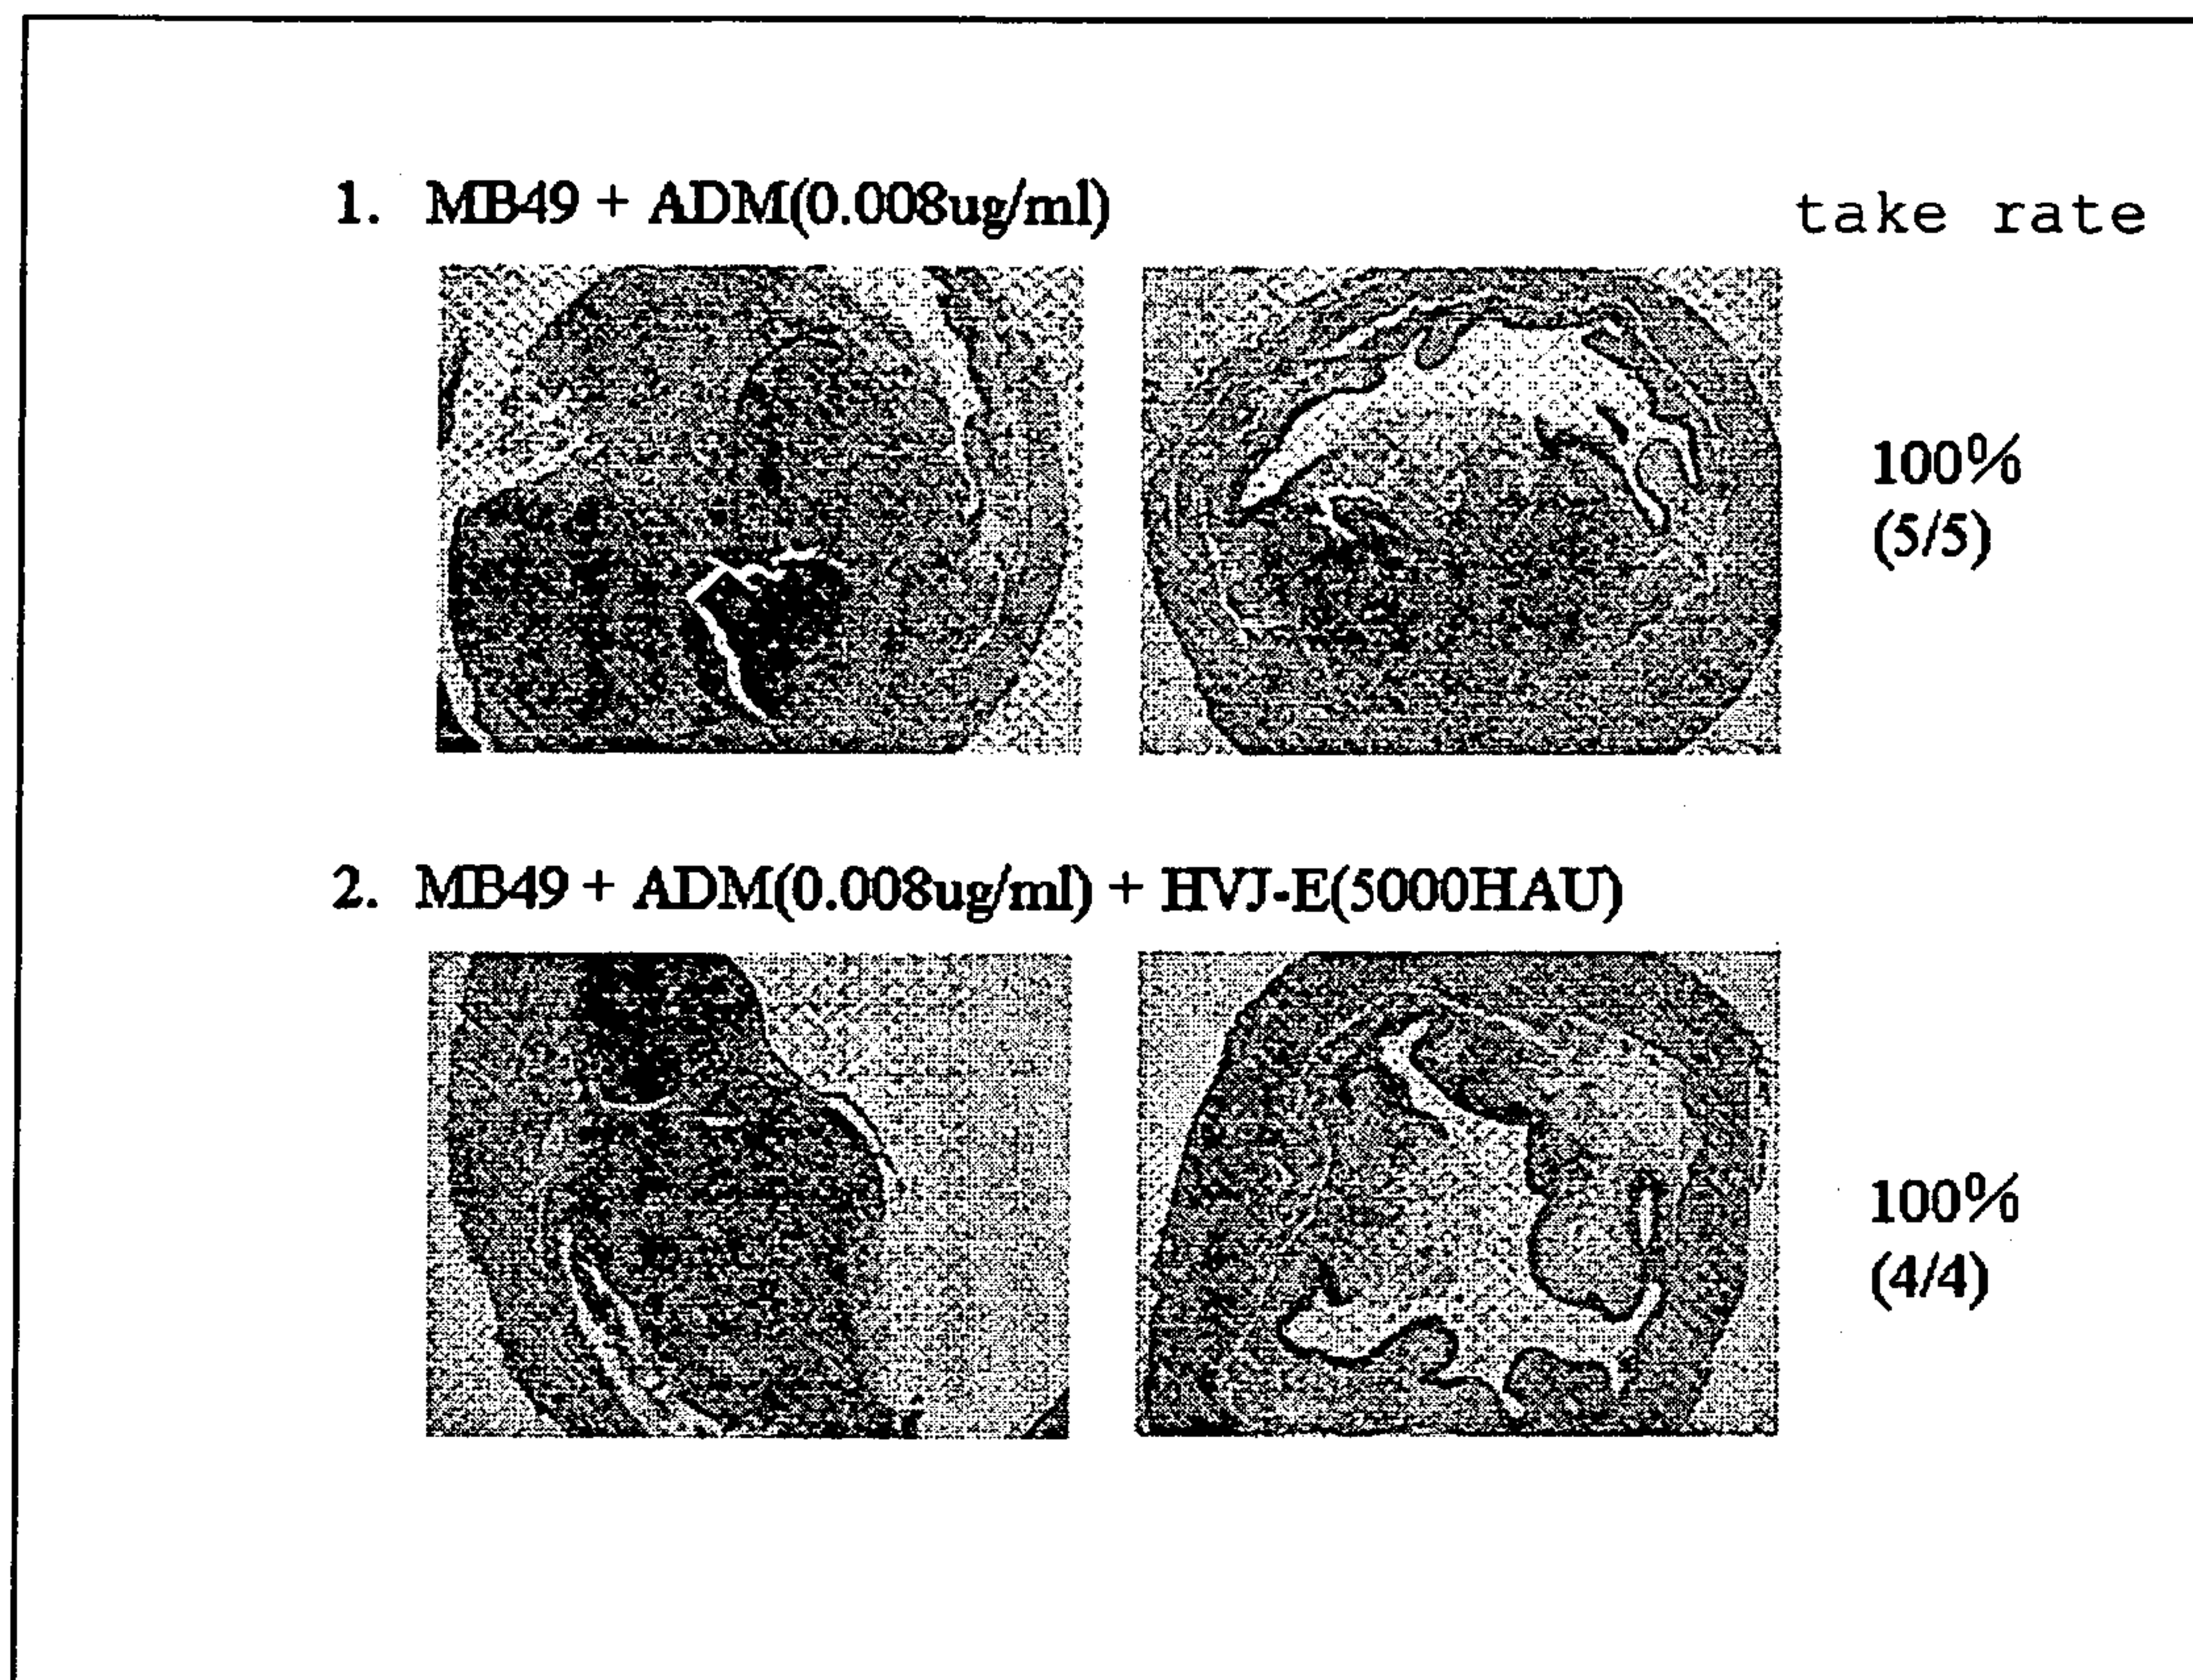 1. MB49 + ADM(0.008ug/ml)
take rate
100%
(5/5)
2. MB49 + ADM(0.008ug/ml) + HVJ-E(5000HAU)
100%
(4/4)